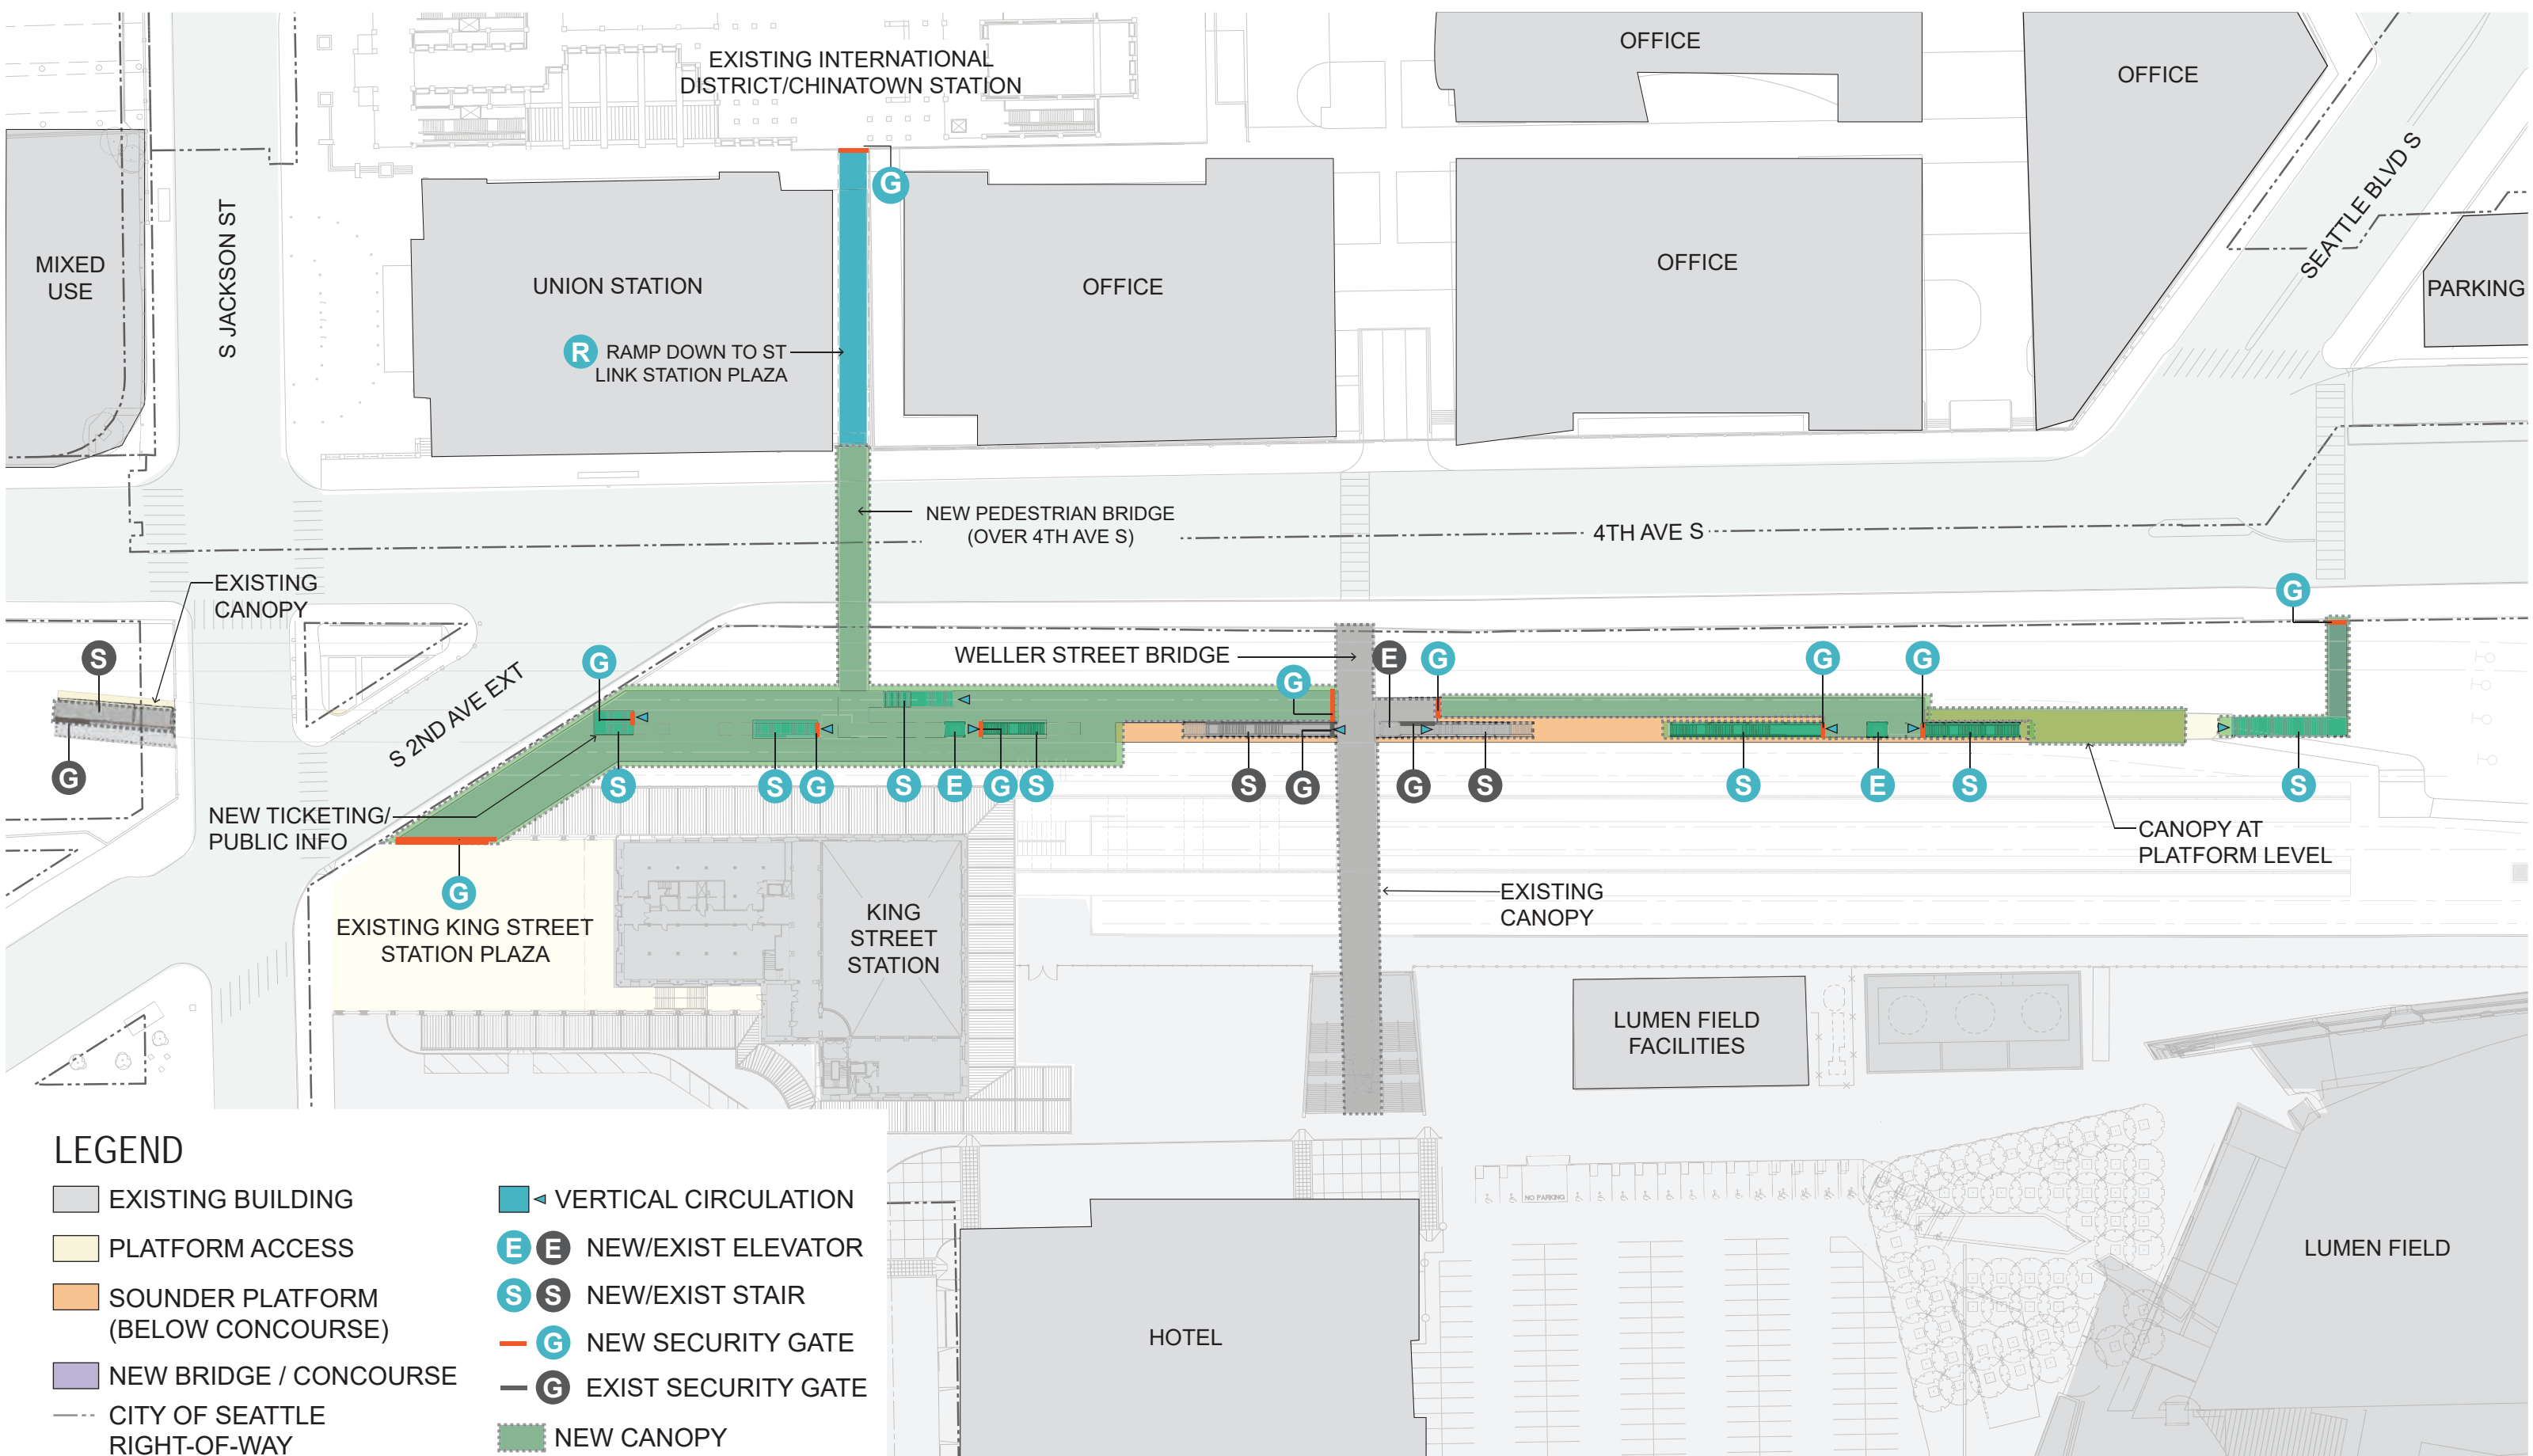 EXISTING INTERNATIONAL
DISTRICT/CHINATOWN STATION
OFFICE
OFFICE
G
S JACKSON ST
SEATTLE BLVD S
MIXED
USE
UNION STATION
OFFICE
OFFICE
PARKING
R RAMP DOWN TO ST
LINK STATION PLAZA
NEW PEDESTRIAN BRIDGE
(OVER 4TH AVE S)
4TH AVE S
EXISTING
CANOPY
G
S
G
WELLER STREET BRIDGE
E
G
G
G
G
S 2ND AVE EXT
G
S
S
G
S
E
G
S
S
G
G
S
S
E
S
S
NEW TICKETING/
PUBLIC INFO
CANOPY AT
PLATFORM LEVEL
G
EXISTING
CANOPY
EXISTING KING STREET
STATION PLAZA
KING
STREET
STATION
LUMEN FIELD
FACILITIES
LEGEND
EXISTING BUILDING
PLATFORM ACCESS
SOUNDER PLATFORM
(BELOW CONCOURSE)
NEW BRIDGE / CONCOURSE
CITY OF SEATTLE
RIGHT-OF-WAY
VERTICAL CIRCULATION
E E NEW/EXIST ELEVATOR
S S NEW/EXIST STAIR
G NEW SECURITY GATE
G EXIST SECURITY GATE
NEW CANOPY
NO PARKING
HOTEL
LUMEN FIELD